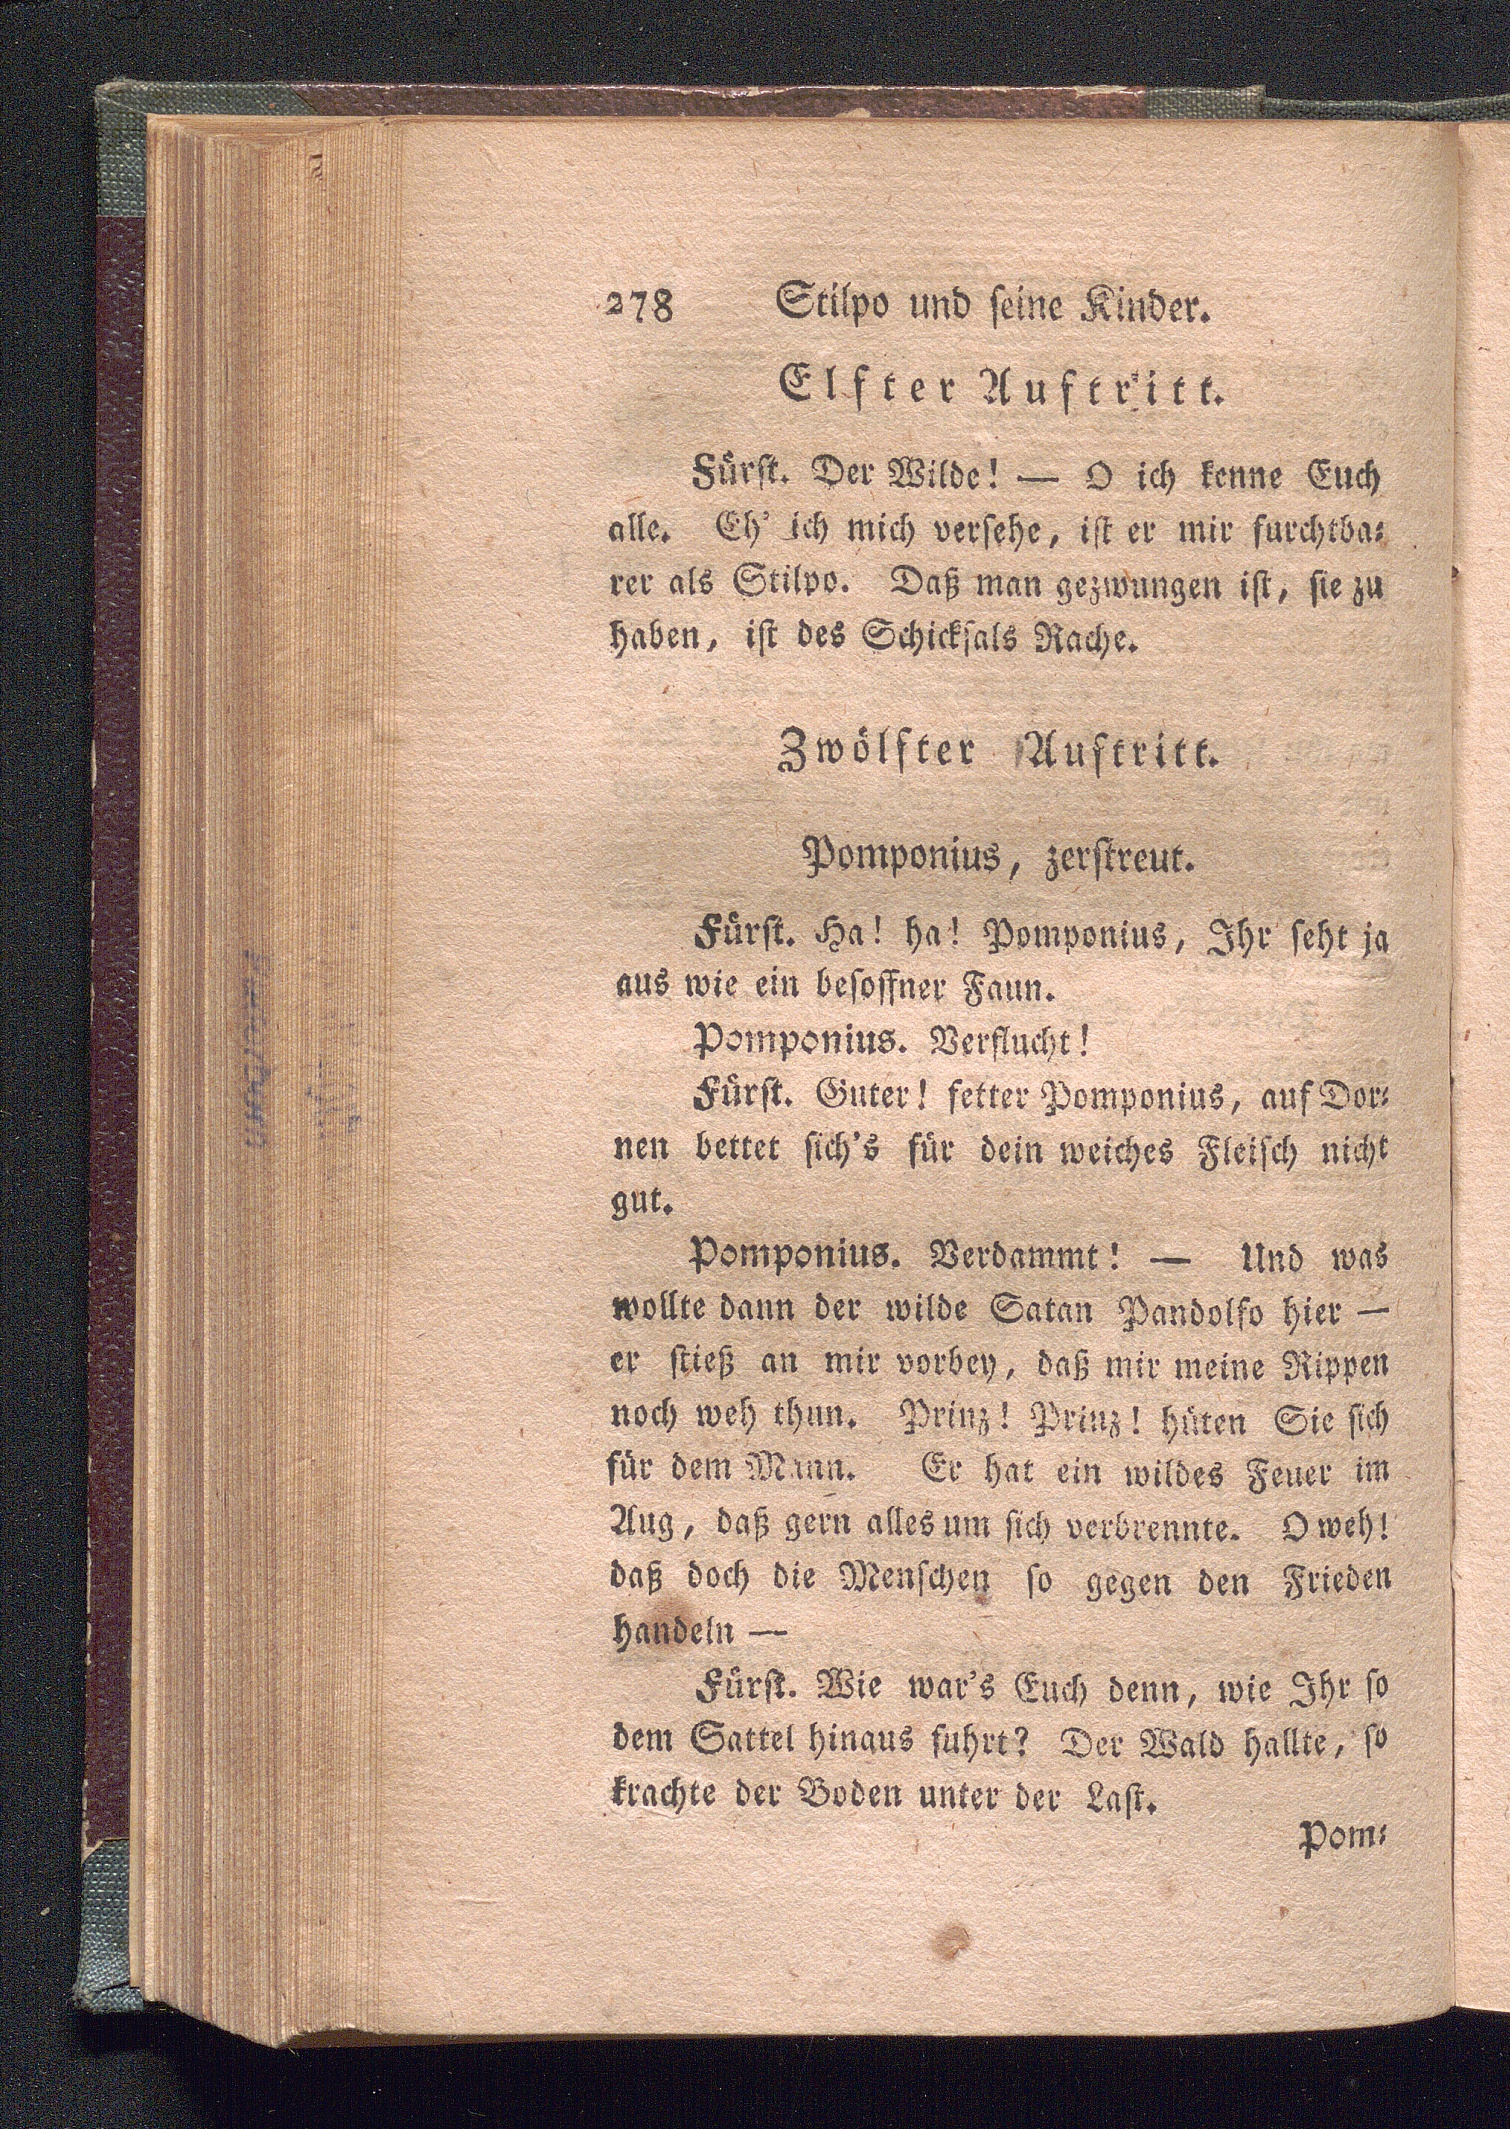 278 Stilpo und ſeine Kinder.
Elfter Auftritt.
Fürſt. Der Wilde! — O ich kenne Euch
alle. Eh' ich mich verſehe, iſt er mir furchtba⸗
rer als Stilpo. Daß man gezwungen iſt, ſie zu
haben, iſt des Schickſals Rache.
Zwölfter Auftritt.
Pomponius, zerſtreut.
Fürſt. Ha! ha! Pomponius, Ihr ſeht ja
aus wie ein beſoffner Faun.
Pomponius. Verflucht!
Fürſt. Guter! fetter Pomponius, auf Dor⸗
nen bettet ſich's für dein weiches Fleiſch nicht
gut.
Pomponius. Verdammt! — Und was
wollte dann der wilde Satan Pandolfo hier —
er ſtieß an mir vorbey, daß mir meine Rippen
noch weh thun. Prinz! Prinz! hüten Sie ſich
für dem Mann. Er hat ein wildes Feuer im
Aug, daß gern alles um ſich verbrennte. O weh!
daß doch die Menſchen ſo gegen den Frieden
handeln —
Fürſt. Wie war's Euch denn, wie Ihr ſo
dem Sattel hinaus fuhrt? Der Wald hallte, ſo
krachte der Boden unter der Laſt.
Pom⸗